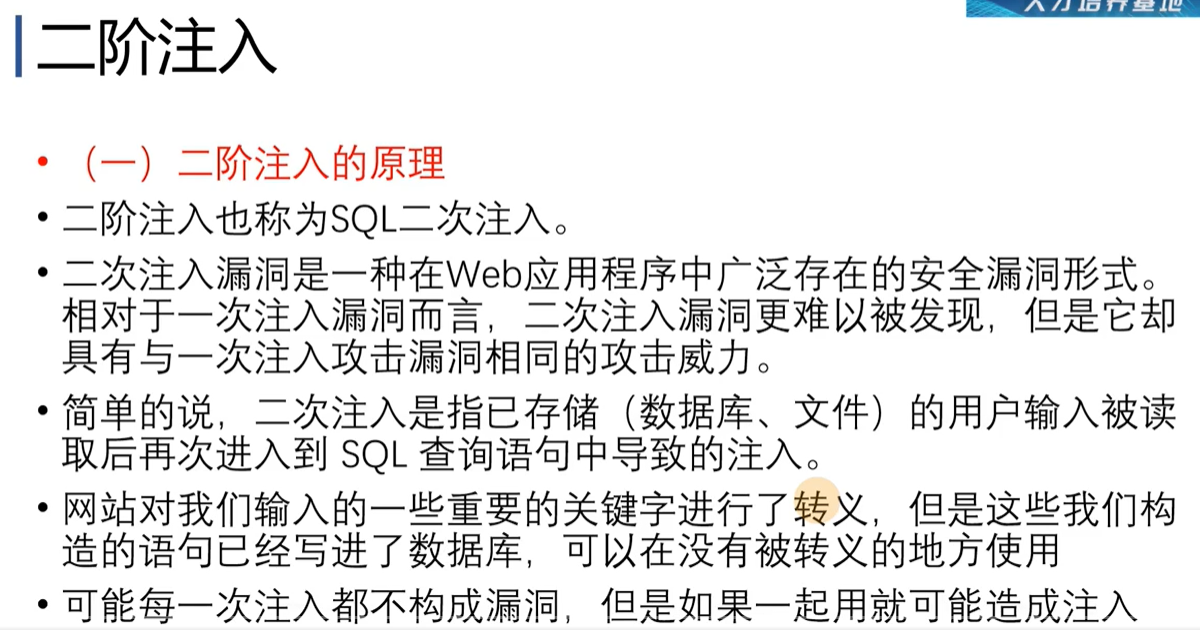 人才培养基地
二阶注入
• （一）二阶注入的原理
• 二阶注入也称为SQL二次注入。
• 二次注入漏洞是一种在Web应用程序中广泛存在的安全漏洞形式。
相对于一次注入漏洞而言，二次注入漏洞更难以被发现，但是它却
具有与一次注入攻击漏洞相同的攻击威力。
• 简单的说，二次注入是指已存储（数据库、文件）的用户输入被读
取后再次进入到 SQL 查询语句中导致的注入。
• 网站对我们输入的一些重要的关键字进行了转义，但是这些我们构
造的语句已经写进了数据库，可以在没有被转义的地方使用
• 可能每一次注入都不构成漏洞，但是如果一起用就可能造成注入